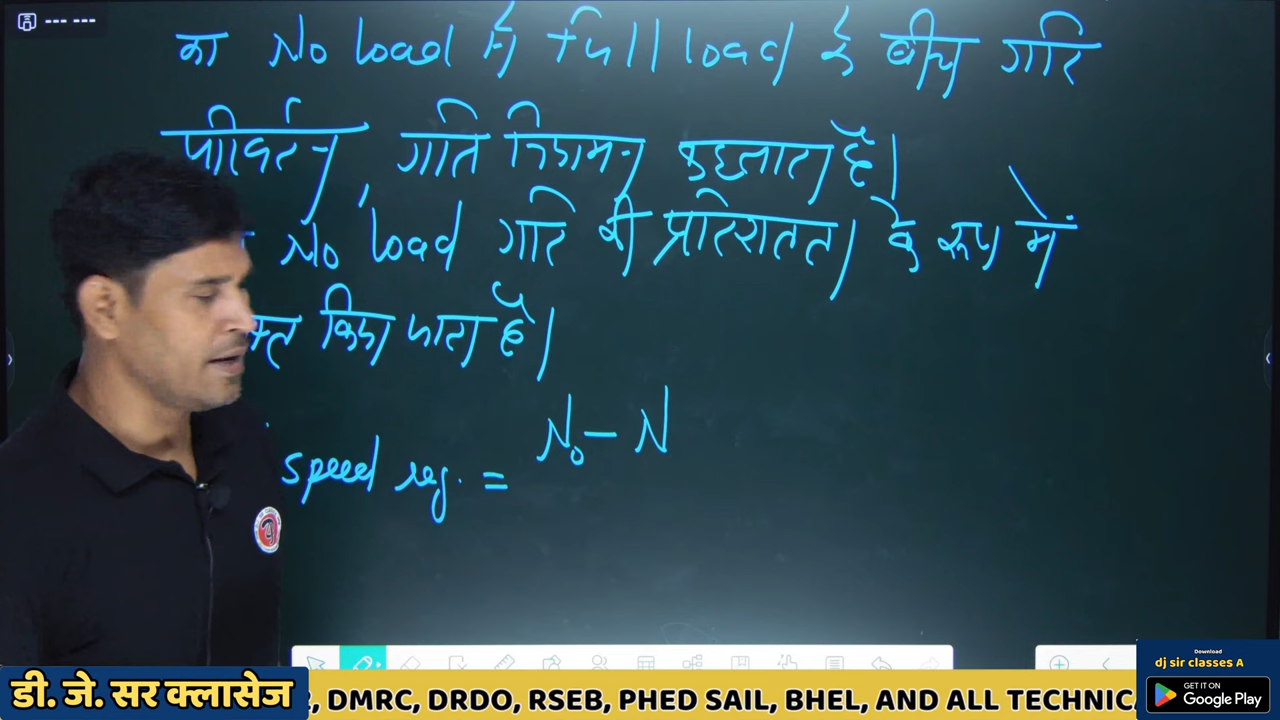 का No load से full load के बीच गति
परिवर्तन, गति नियमन कहलाता है।
No load गति की प्रतिशतता के रूप में
किया जाता है।
speed reg. = N₀ - N
डी. जे. सर क्लासेज
, DMRC, DRDO, RSEB, PHED SAIL, BHEL, AND ALL TECHNIC
Download
dj sir classes A
GET IT ON
Google Play